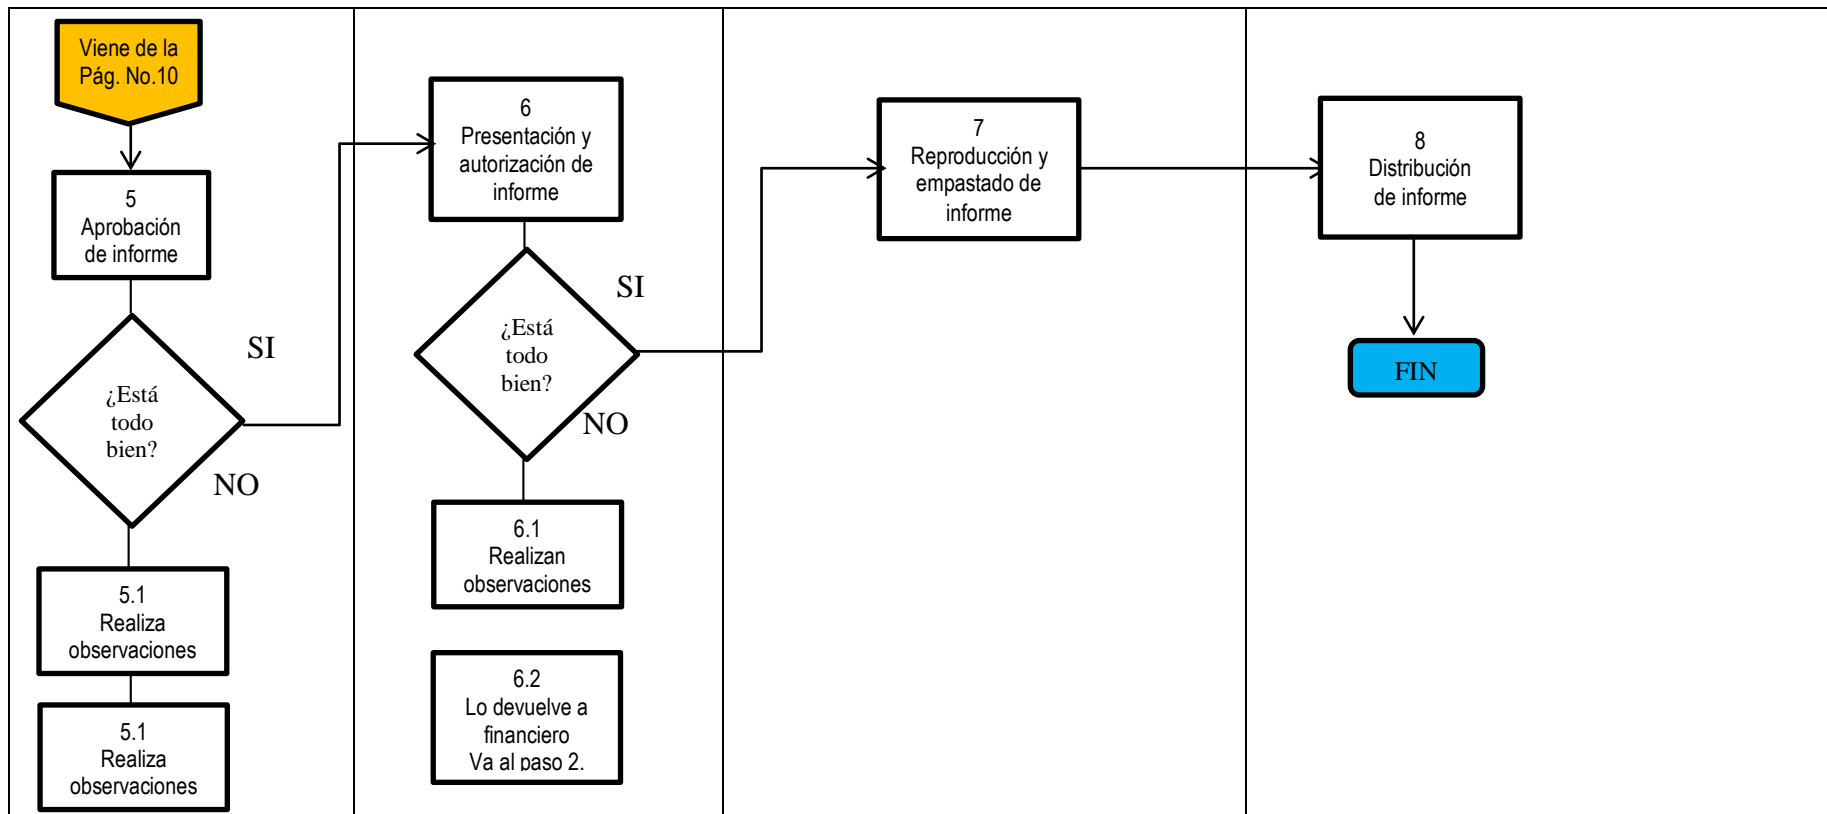 Viene de la
Pág. No.10
5
Aprobación
de informe
SI
¿Está
todo
bien?
NO
5.1
Realiza
observaciones
5.1
Realiza
observaciones
6
Presentación y
autorización de
informe
SI
¿Está
todo
bien?
NO
6.1
Realizan
observaciones
6.2
Lo devuelve a
financiero
Va al paso 2.
7
Reproducción y
empastado de
informe
8
Distribución
de informe
FIN